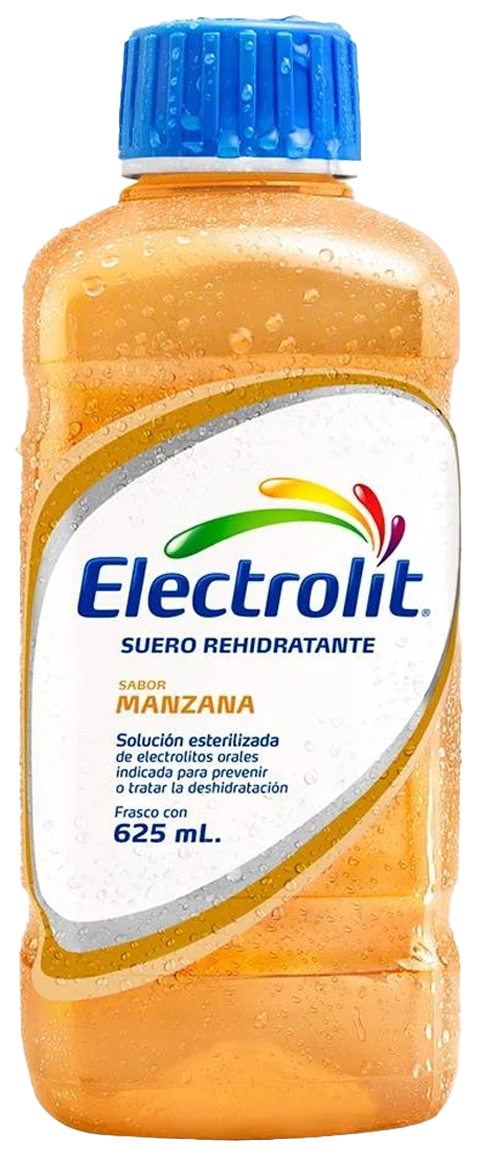 Electrolit®
SUERO REHIDRATANTE
SABOR
MANZANA
Solución esterilizada
de electrolitos orales
indicada para prevenir
o tratar la deshidratación
Frasco con
625 mL.